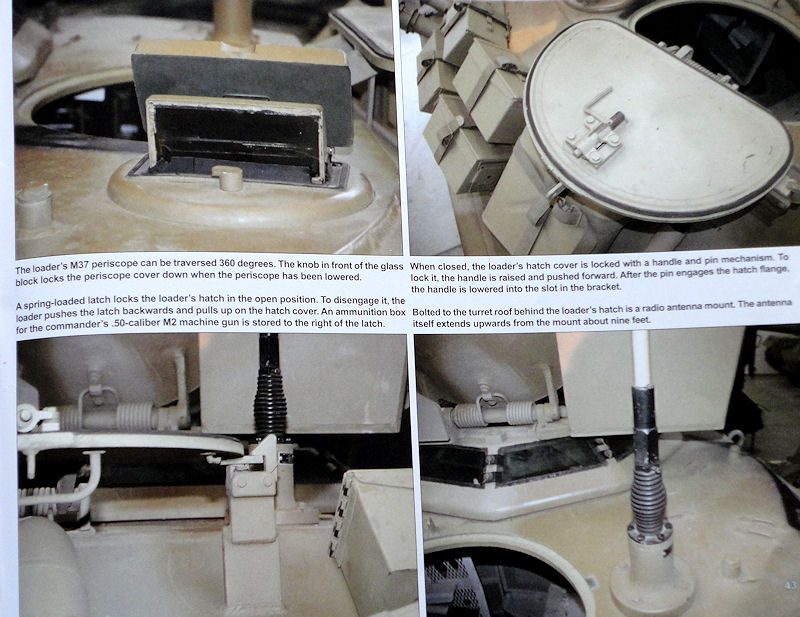 The loader's M37 periscope can be traversed 360 degrees. The knob in front of the glass
block locks the periscope cover down when the periscope has been lowered.
A spring-loaded latch locks the loader's hatch in the open position. To disengage it, the
loader pushes the latch backwards and pulls up on the hatch cover. An ammunition box
for the commander's .50-caliber M2 machine gun is stored to the right of the latch.
When closed, the loader's hatch cover is locked with a handle and pin mechanism. To
lock it, the handle is raised and pushed forward. After the pin engages the hatch flange,
the handle is lowered into the slot in the bracket.
Bolted to the turret roof behind the loader's hatch is a radio antenna mount. The antenna
itself extends upwards from the mount about nine feet.
43